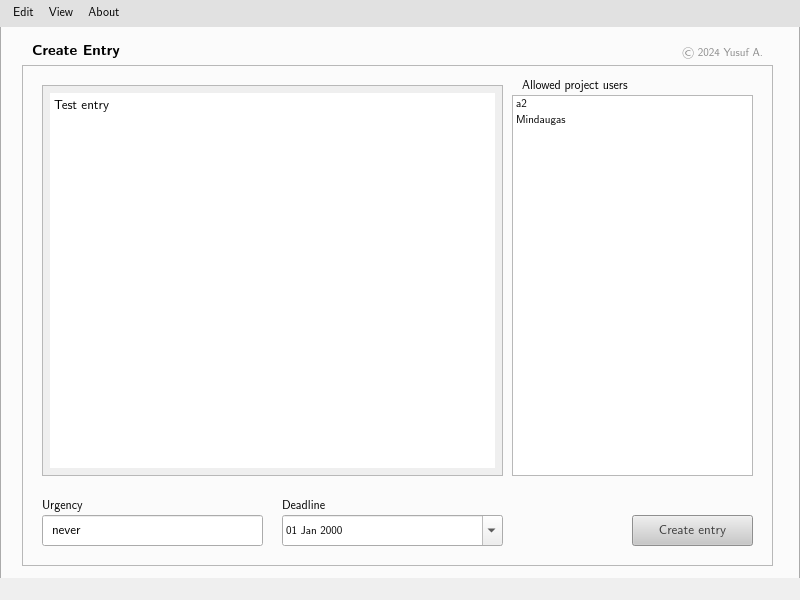 Edit View About
Create Entry
© 2024 Yusuf A.
Allowed project users
Test entry
a2
Mindaugas
Urgency
Deadline
never
01 Jan 2000
Create entry